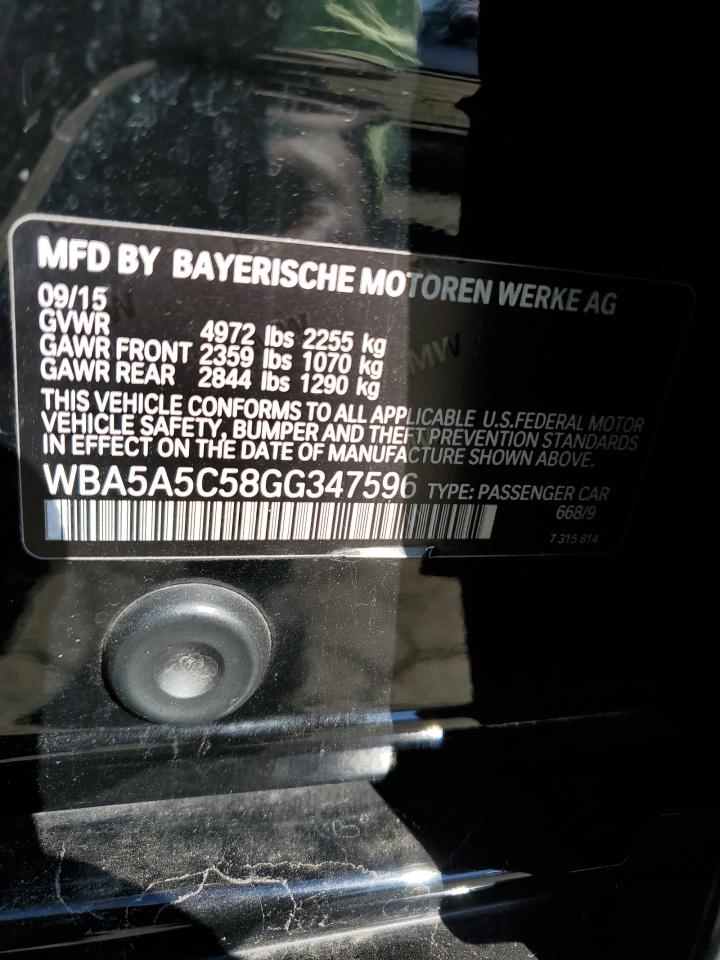 MFD BY BAYERISCHE MOTOREN WERKE AG
09/15
GVWR 4972 lbs 2255 kg
GAWR FRONT 2359 lbs 1070 kg
GAWR REAR 2844 lbs 1290 kg
THIS VEHICLE CONFORMS TO ALL APPLICABLE U.S.FEDERAL MOTOR
VEHICLE SAFETY, BUMPER AND THEFT PREVENTION STANDARDS
IN EFFECT ON THE DATE OF MANUFACTURE SHOWN ABOVE.
WBA5A5C58GG347596 TYPE: PASSENGER CAR
668/9
7 315 814